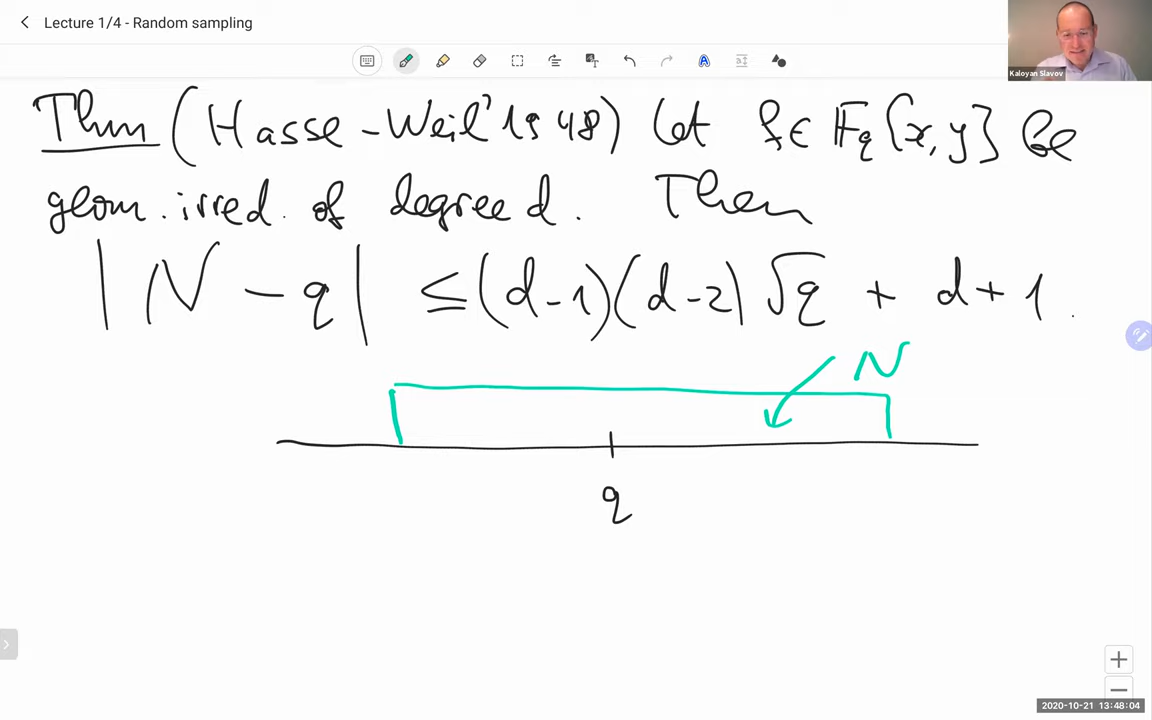 Lecture 1/4 - Random sampling
Kaloyan Slavov
Thm (Hasse-Weil '1948) Let f ∈ 𝔽q[x,y] be
geom. irred. of degree d. Then
|N - q| ≤ (d-1)(d-2)√q + d+1.
N
q
2020-10-21 13:48:04